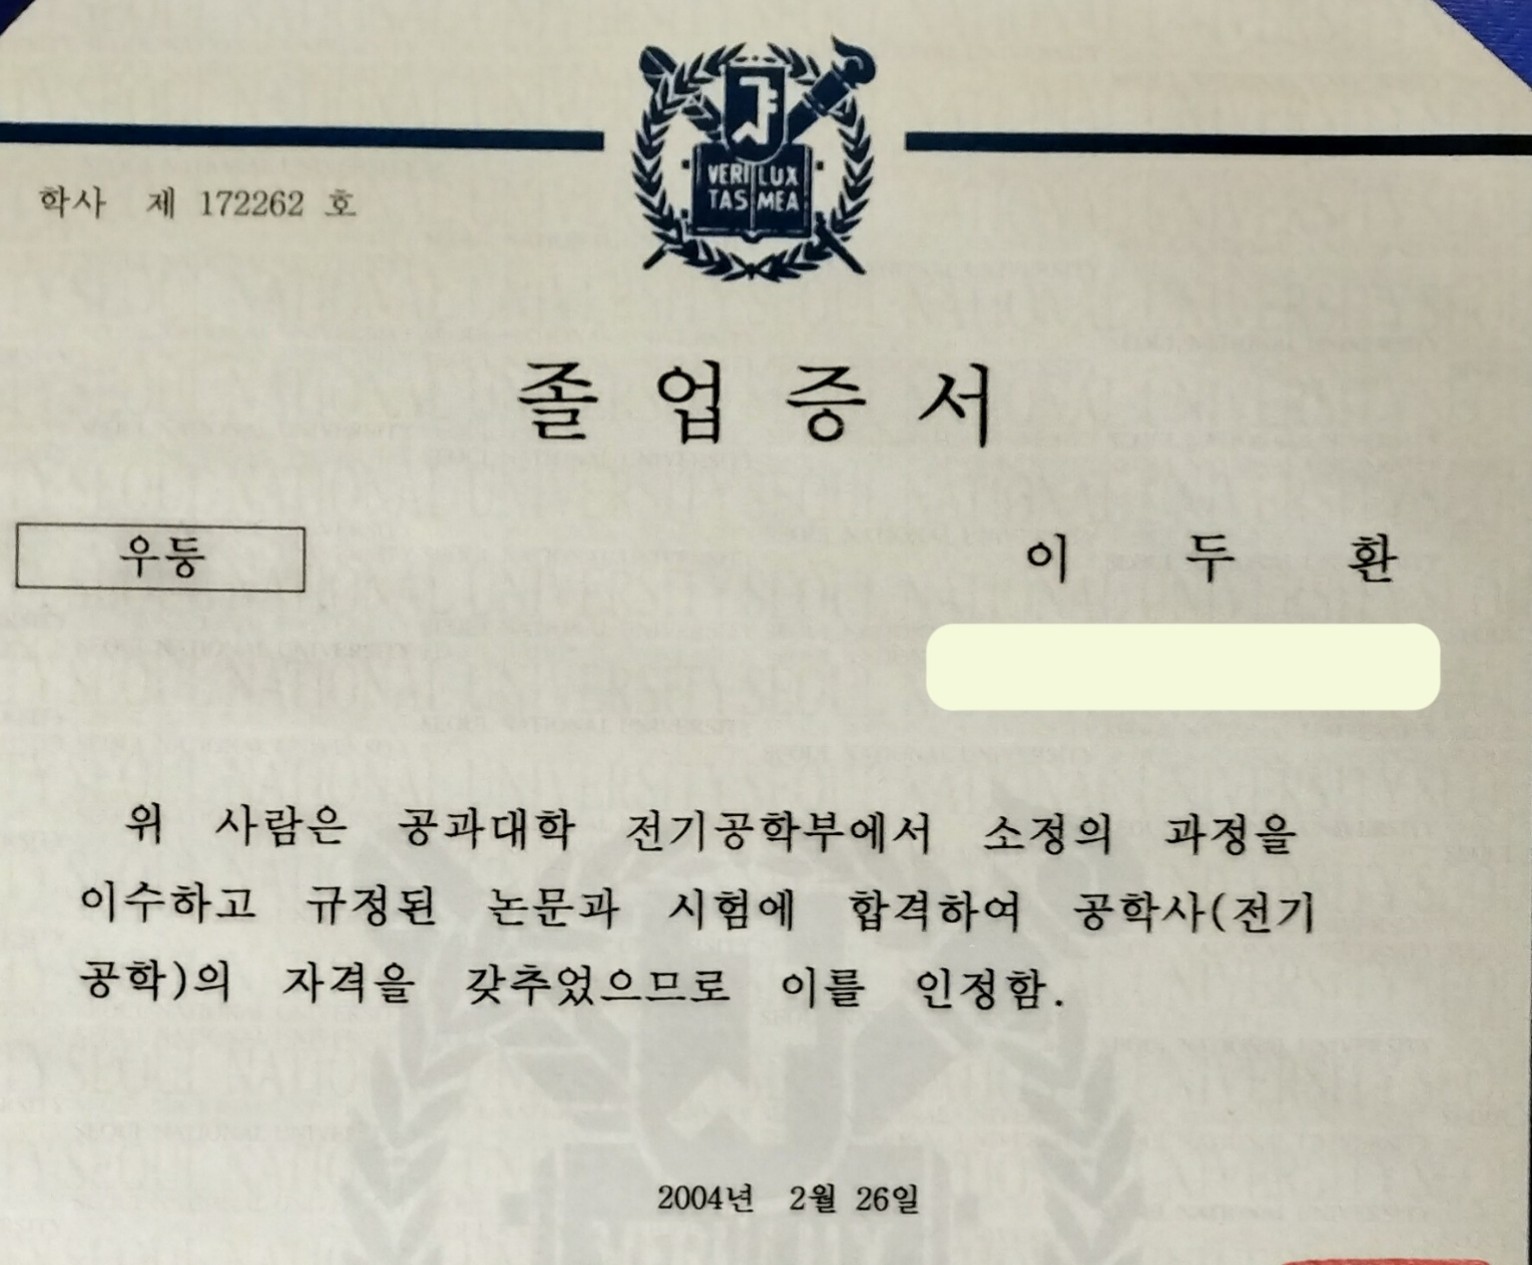 VERI LUX
TAS MEA
학사 제 172262 호
졸업증서
우등
이 두 환
위 사람은 공과대학 전기공학부에서 소정의 과정을
이수하고 규정된 논문과 시험에 합격하여 공학사(전기
공학)의 자격을 갖추었으므로 이를 인정함.
2004년 2월 26일